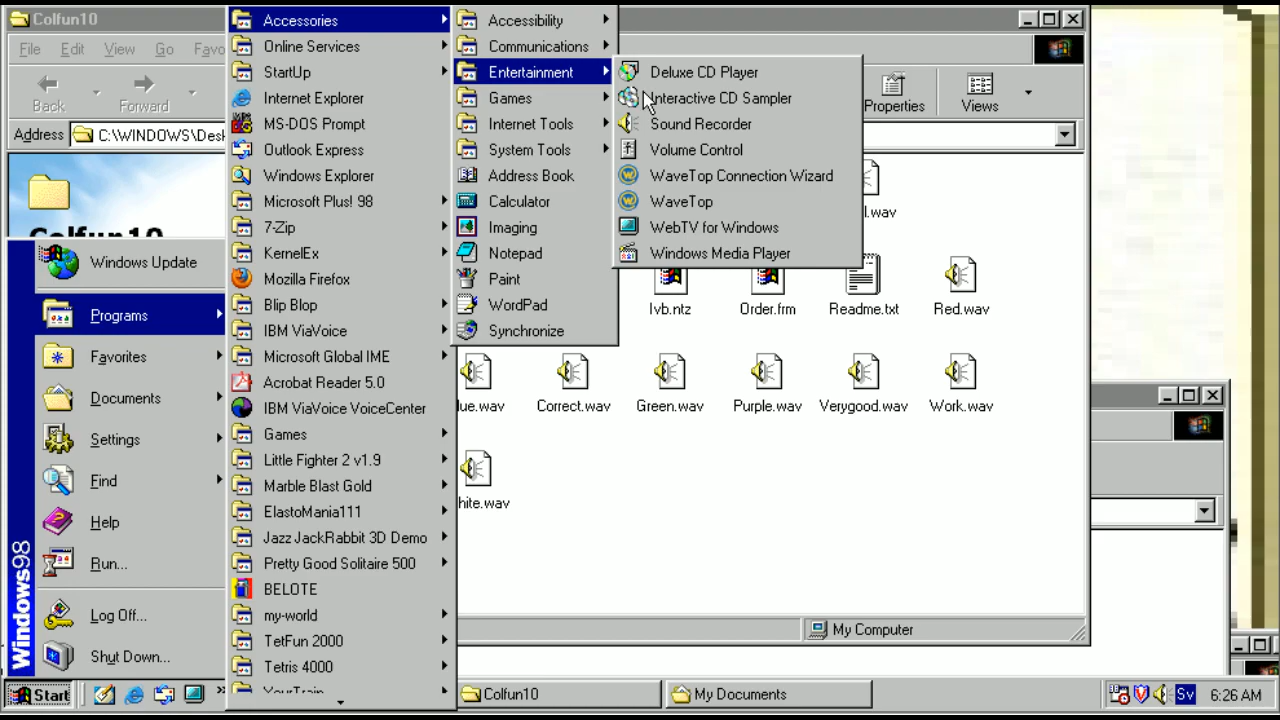 Colfun10
File Edit View Go Favo
Back Forward Properties Views
Address C:\WINDOWS\Desk
Colfun10
Accessories
Online Services
StartUp
Internet Explorer
MS-DOS Prompt
Outlook Express
Windows Explorer
Microsoft Plus! 98
7-Zip
KernelEx
Mozilla Firefox
Blip Blop
IBM ViaVoice
Microsoft Global IME
Acrobat Reader 5.0
IBM ViaVoice VoiceCenter
Games
Little Fighter 2 v1.9
Marble Blast Gold
ElastoMania111
Jazz JackRabbit 3D Demo
Pretty Good Solitaire 500
BELOTE
my-world
TetFun 2000
Tetris 4000
YourTrain
Accessibility
Communications
Entertainment
Games
Internet Tools
System Tools
Address Book
Calculator
Imaging
Notepad
Paint
WordPad
Synchronize
Deluxe CD Player
Interactive CD Sampler
Sound Recorder
Volume Control
WaveTop Connection Wizard
WaveTop
WebTV for Windows
Windows Media Player
Windows Update
Programs
Favorites
Documents
Settings
Find
Help
Run...
Log Off...
Shut Down...
Windows98
l.wav
Ivb.ntz Order.frm Readme.txt Red.wav
lue.wav Correct.wav Green.wav Purple.wav Verygood.wav Work.wav
hite.wav
My Computer
Start » Colfun10 My Documents Sv 6:26 AM